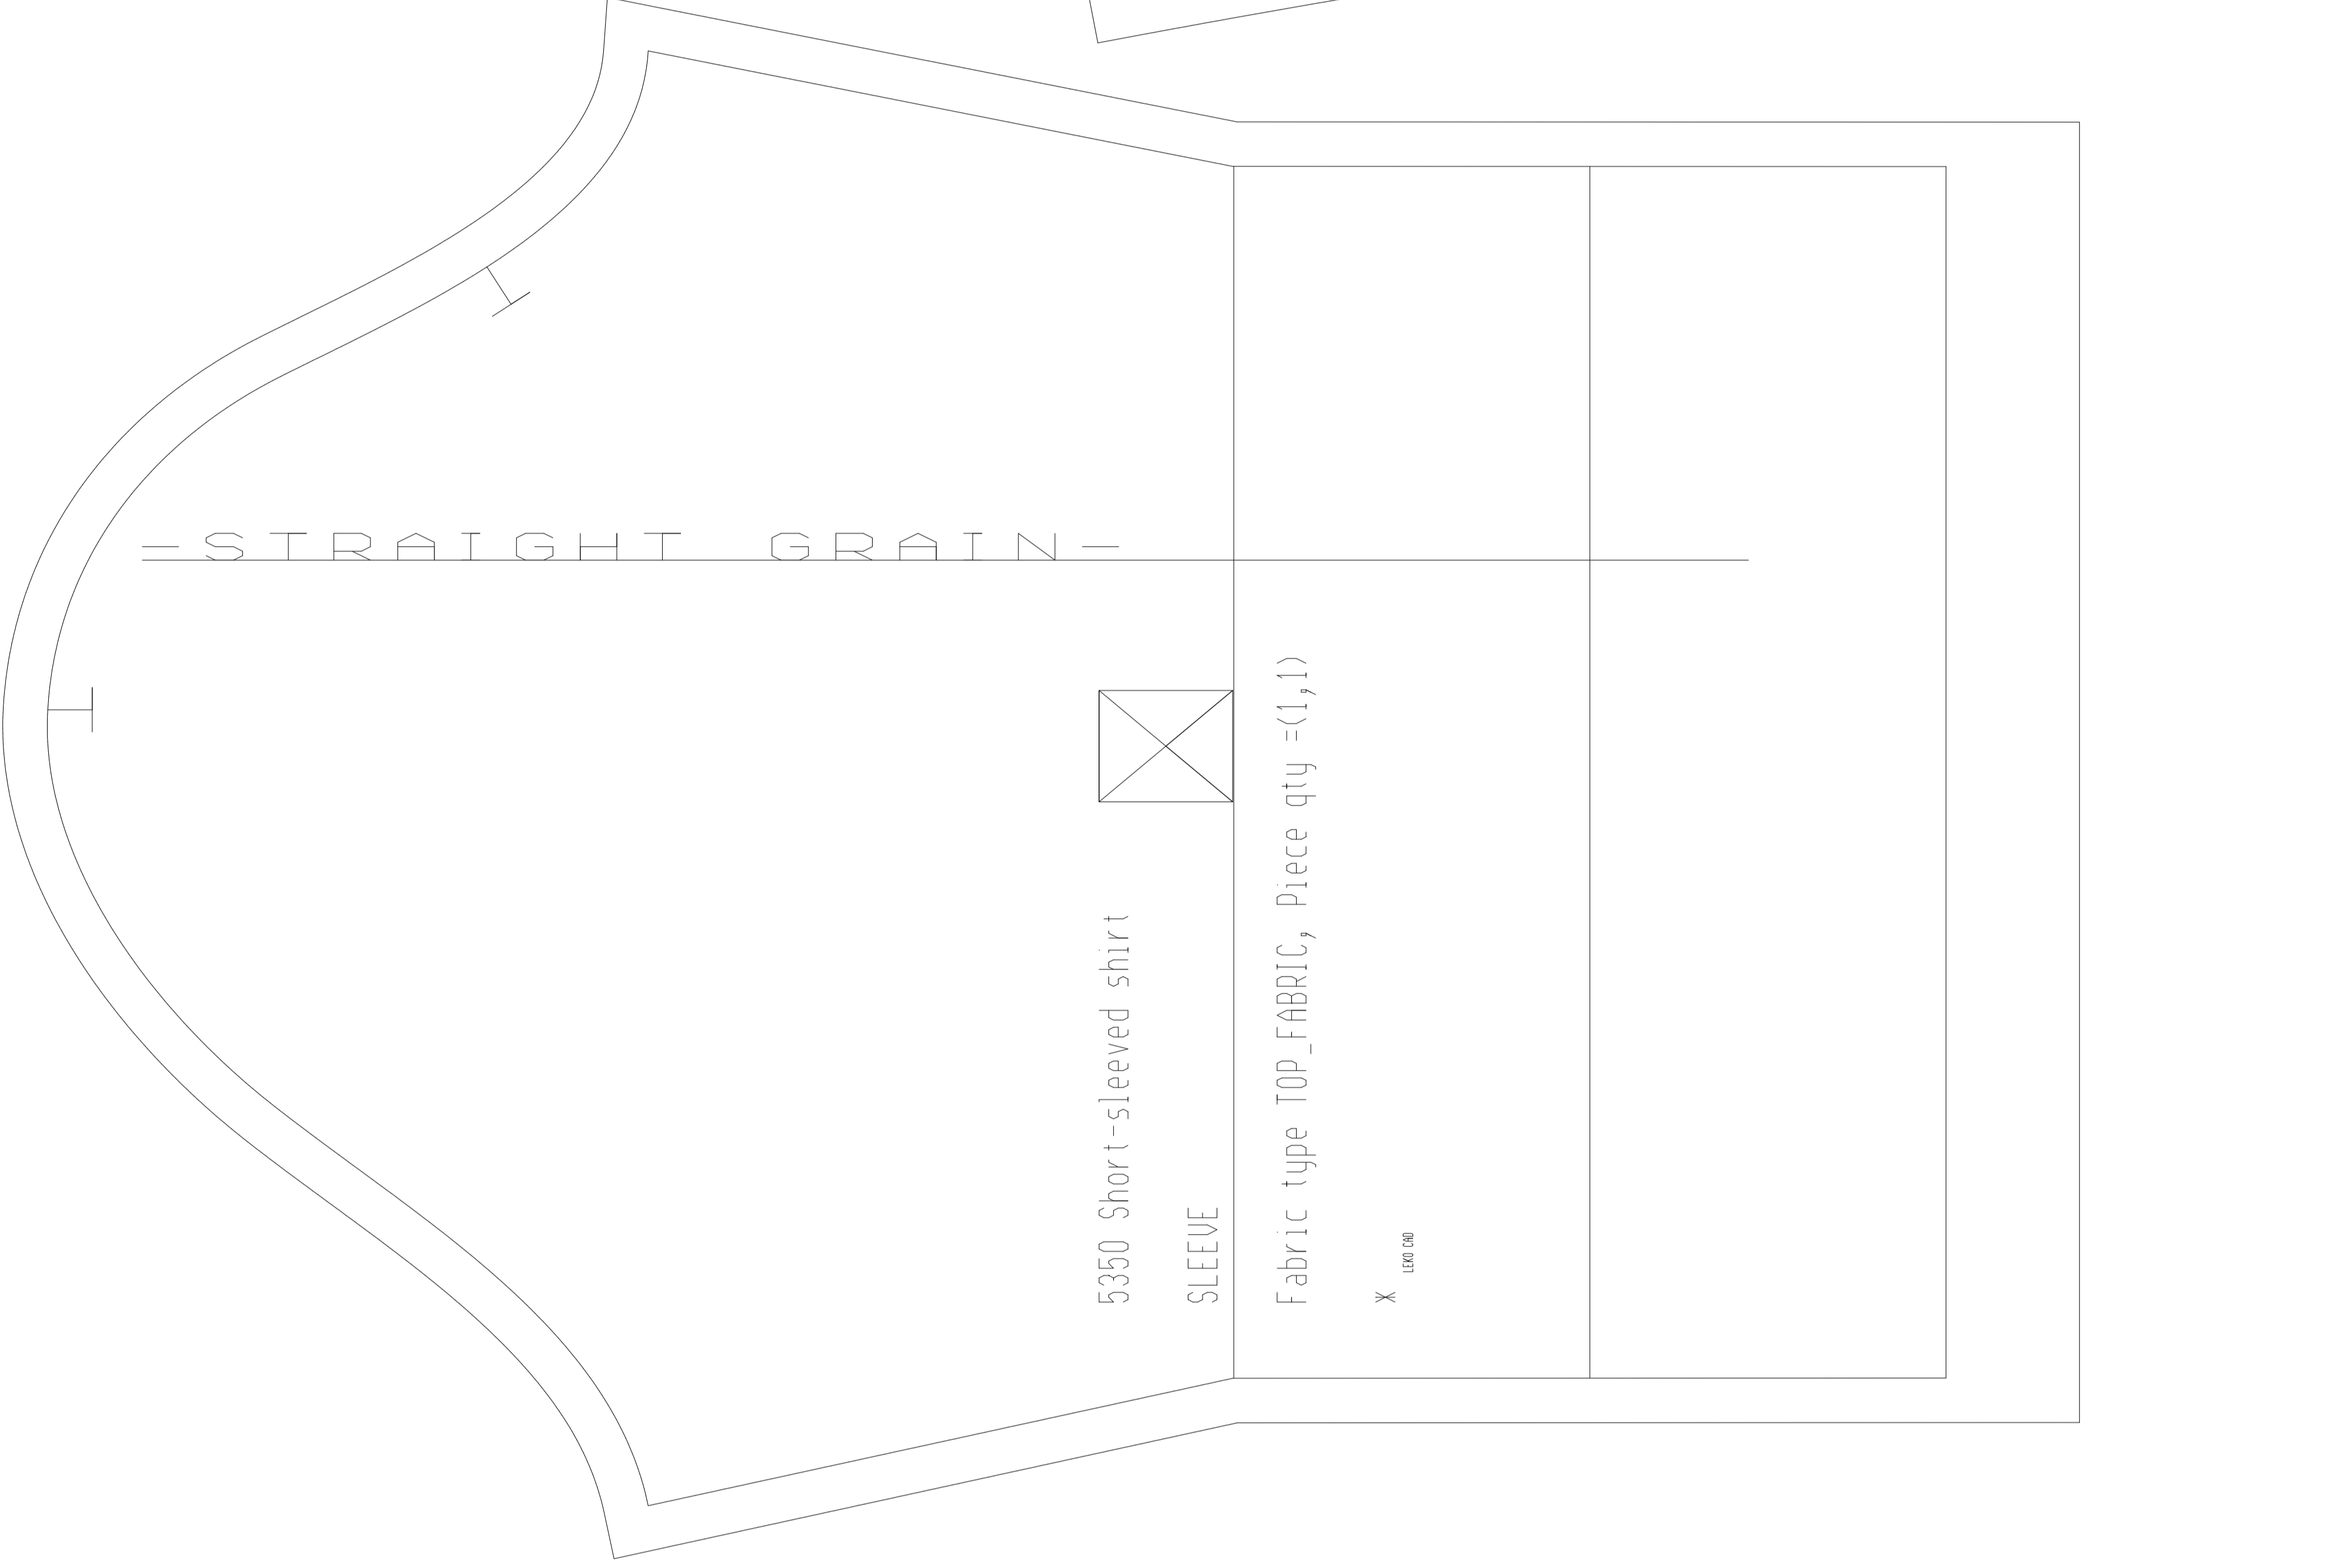 -STRAIGHT GRAIN-
5350 Short-sleeved shirt
SLEEVE
Fabric type TOP_FABRIC, Piece qty =(1,1)
*
LEKO CAD